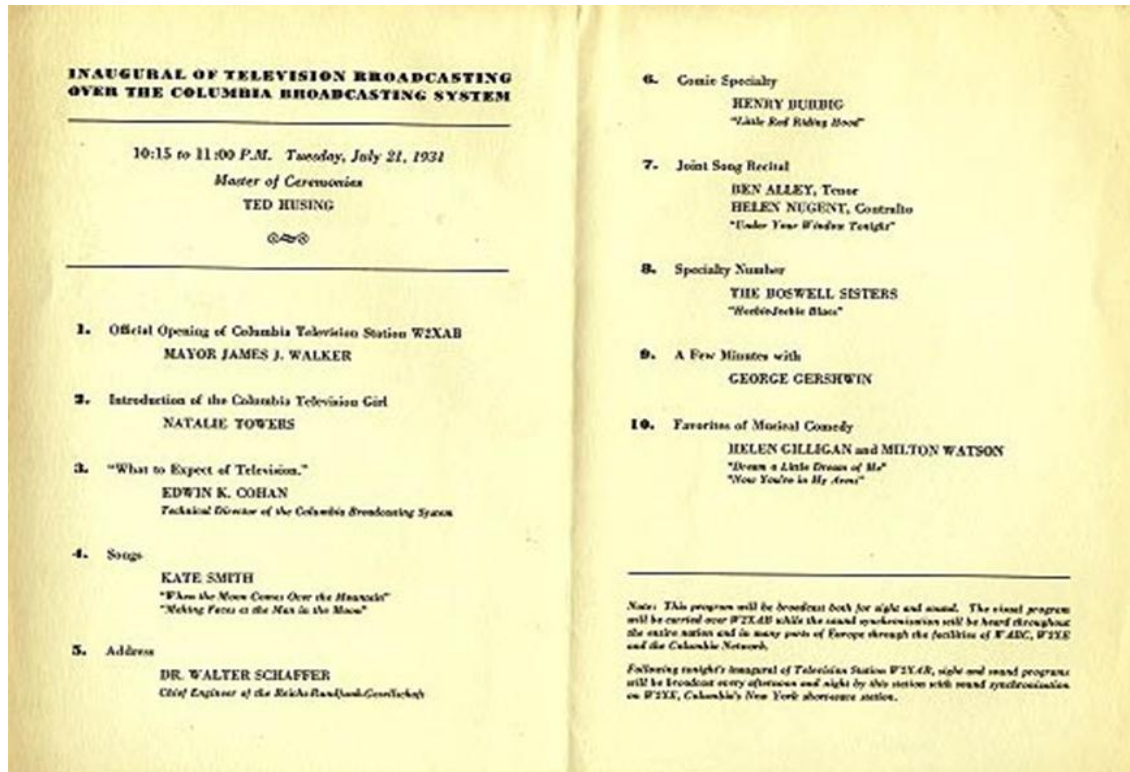 INAUGURAL OF TELEVISION BROADCASTING
OVER THE COLUMBIA BROADCASTING SYSTEM
10:15 to 11:00 P.M. Tuesday, July 21, 1931
Master of Ceremonies
TED HUSING
1. Official Opening of Columbia Television Station W2XAB
MAYOR JAMES J. WALKER
2. Introduction of the Columbia Television Girl
NATALIE TOWERS
3. "What to Expect of Television."
EDWIN K. COHAN
Technical Director of the Columbia Broadcasting System
4. Songs
KATE SMITH
"When the Moon Comes Over the Mountain"
"Making Faces at the Man in the Moon"
5. Address
DR. WALTER SCHAFFER
Chief Engineer of the Reichs-Rundfunk-Gesellschaft
6. Comic Specialty
HENRY BURBIG
"Little Red Riding Hood"
7. Joint Song Recital
BEN ALLEY, Tenor
HELEN NUGENT, Contralto
"Under Your Window Tonight"
8. Specialty Number
THE BOSWELL SISTERS
"Heebie-Jeebie Blues"
9. A Few Minutes with
GEORGE GERSHWIN
10. Favorites of Musical Comedy
HELEN GILLIGAN and MILTON WATSON
"Dream a Little Dream of Me"
"Now You're in My Arms"
Note: This program will be broadcast both for sight and sound. The visual program
will be carried over W2XAB while the sound synchronization will be heard throughout
the entire nation and in many parts of Europe through the facilities of WABC, W2XE
and the Columbia Network.
Following tonight's inaugural of Television Station W2XAB, sight and sound programs
will be broadcast every afternoon and night by this station with sound synchronization
on W2XE, Columbia's New York short-wave station.